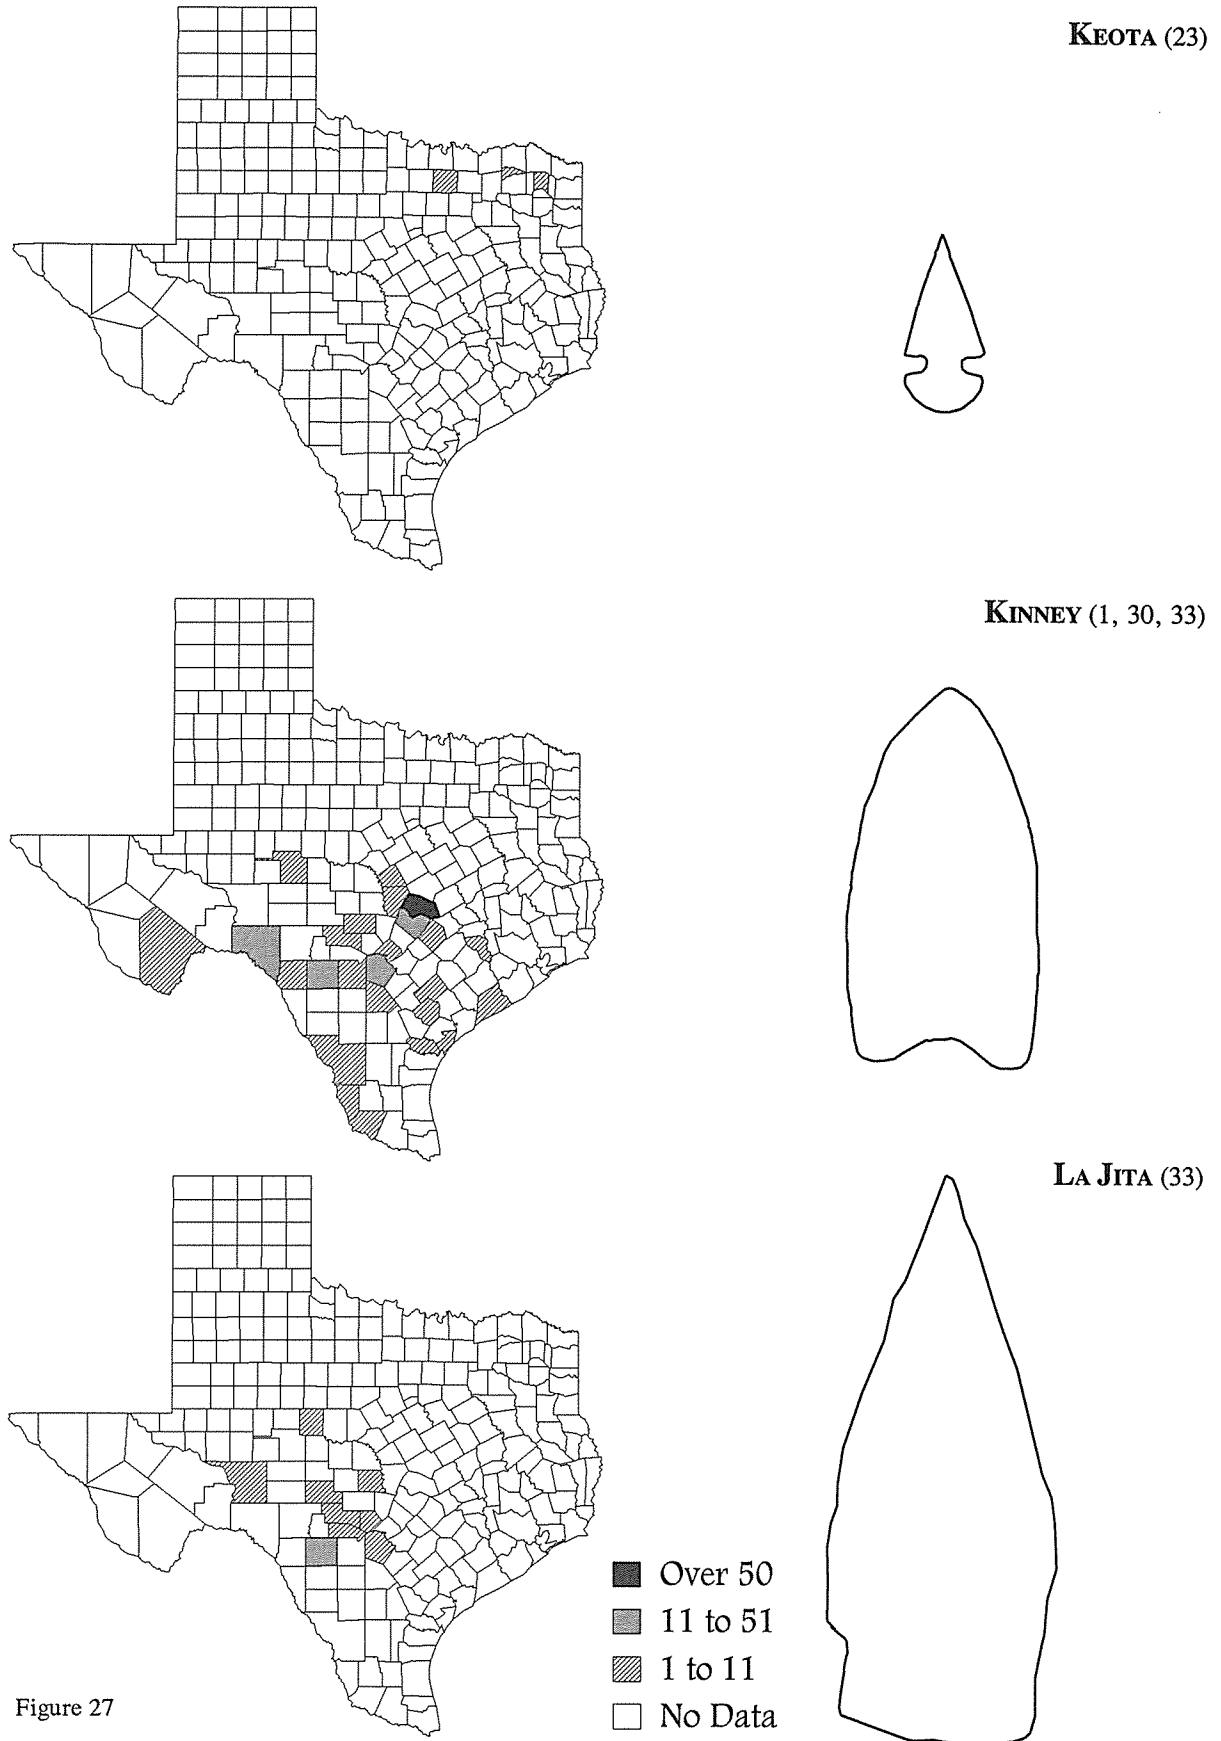 KEOTA (23)
KINNEY (1, 30, 33)
LA JITA (33)
Over 50
11 to 51
1 to 11
No Data
Figure 27